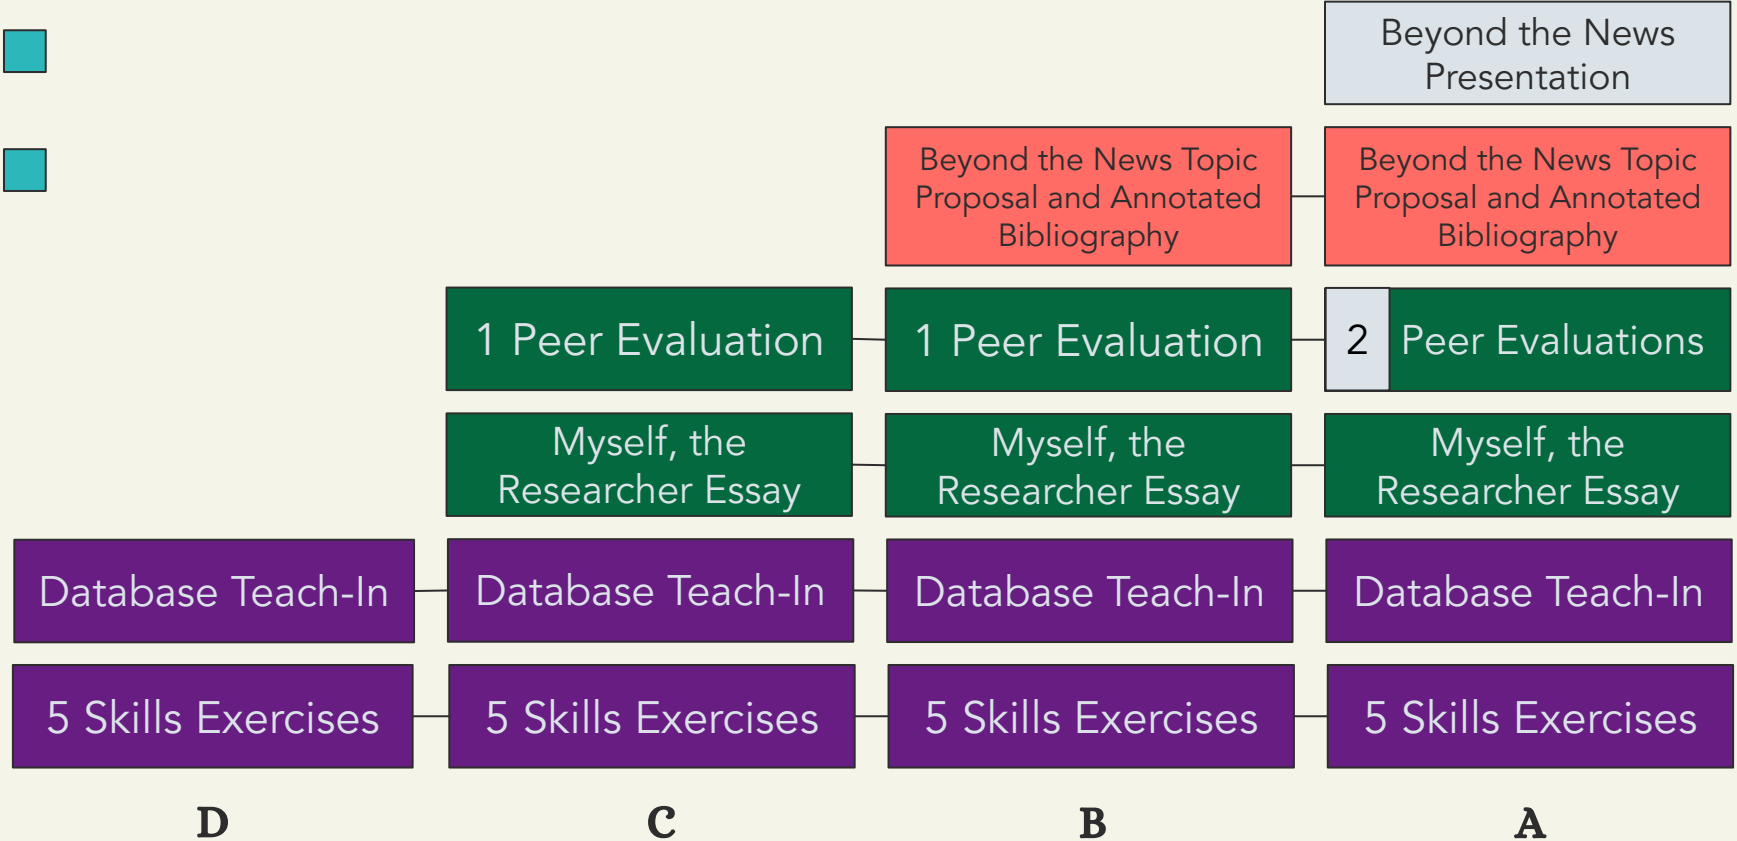 Beyond the News
Presentation
Beyond the News Topic
Proposal and Annotated
Bibliography
Beyond the News Topic
Proposal and Annotated
Bibliography
1 Peer Evaluation
1 Peer Evaluation
2 Peer Evaluations
Myself, the
Researcher Essay
Myself, the
Researcher Essay
Myself, the
Researcher Essay
Database Teach-In
Database Teach-In
Database Teach-In
Database Teach-In
5 Skills Exercises
5 Skills Exercises
5 Skills Exercises
5 Skills Exercises
D
C
B
A